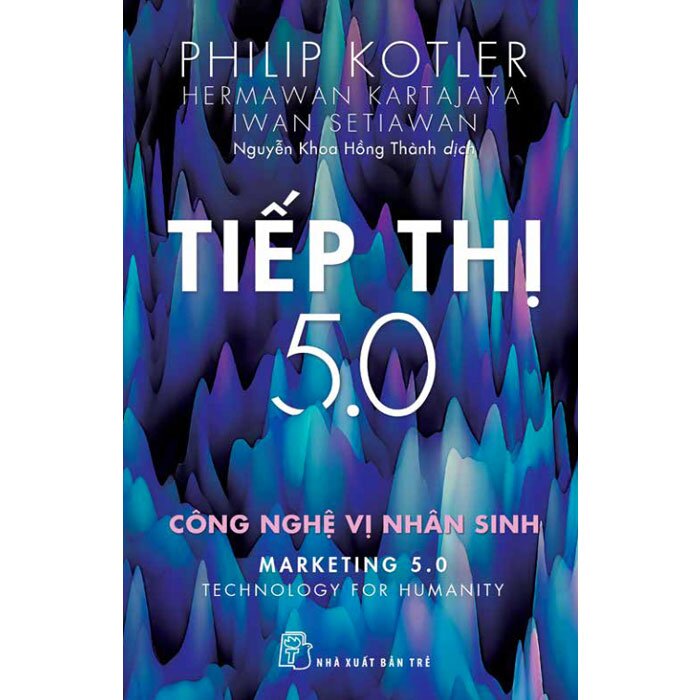 PHILIP KOTLER
HERMAWAN KARTAJAYA
IWAN SETIAWAN
Nguyễn Khoa Hồng Thành dịch
TIẾP THỊ
5.0
CÔNG NGHỆ VỊ NHÂN SINH
MARKETING 5.0
TECHNOLOGY FOR HUMANITY
NHÀ XUẤT BẢN TRẺ